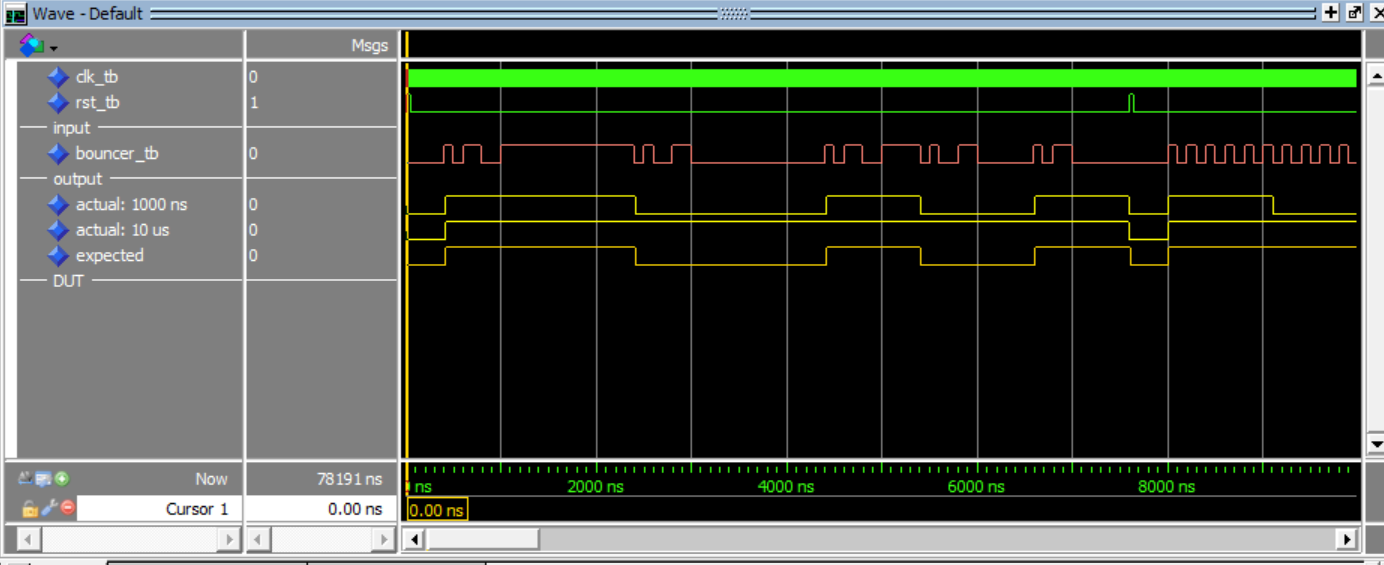 Wave - Default
Msgs
clk_tb 0
rst_tb 1
input
bouncer_tb 0
output
actual: 1000 ns 0
actual: 10 us 0
expected 0
DUT
Now 78191 ns
ns 2000 ns 4000 ns 6000 ns 8000 ns
Cursor 1 0.00 ns 0.00 ns